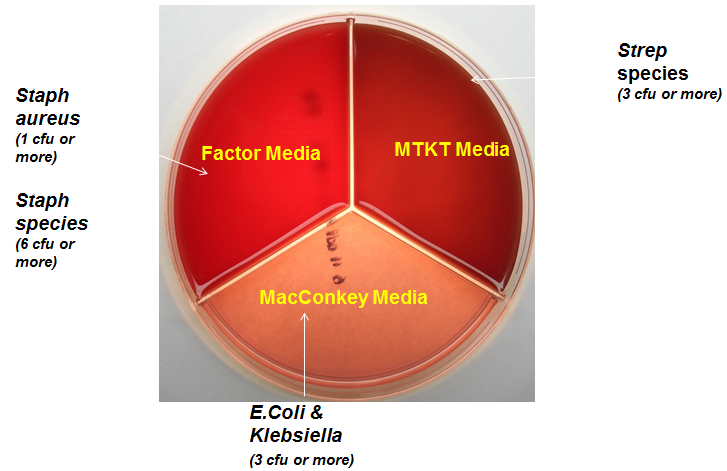 Strep
species
(3 cfu or more)
Staph
aureus
(1 cfu or
more)
Factor Media
MTKT Media
Staph
species
(6 cfu or
more)
MacConkey Media
E.Coli &
Klebsiella
(3 cfu or more)